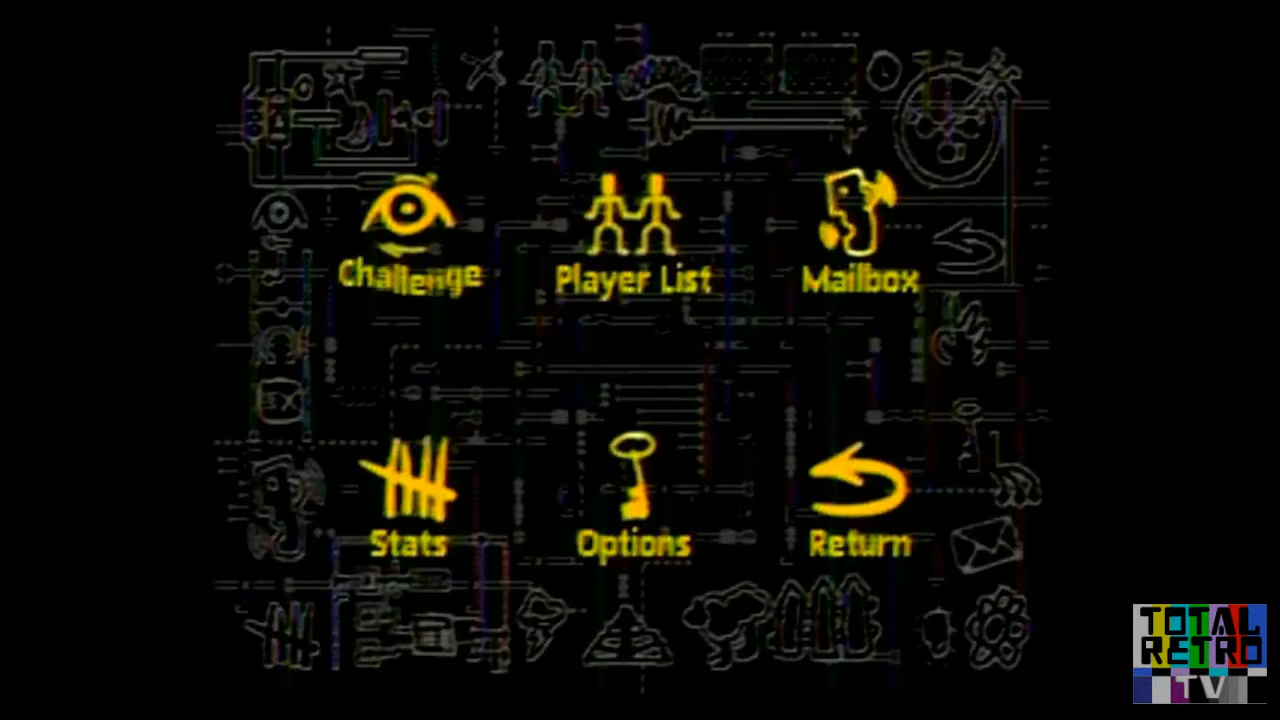 Challenge
Player List
Mailbox
Stats
Options
Return
TOTAL
RETRO
TV